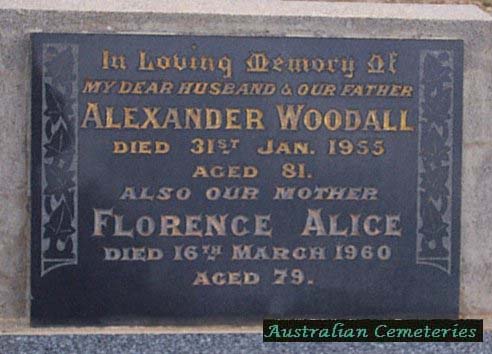 In Loving Memory Of
MY DEAR HUSBAND & OUR FATHER
ALEXANDER WOODALL
DIED 31ST JAN. 1955
AGED 81.
ALSO OUR MOTHER
FLORENCE ALICE
DIED 16TH MARCH 1960
AGED 79.
Australian Cemeteries